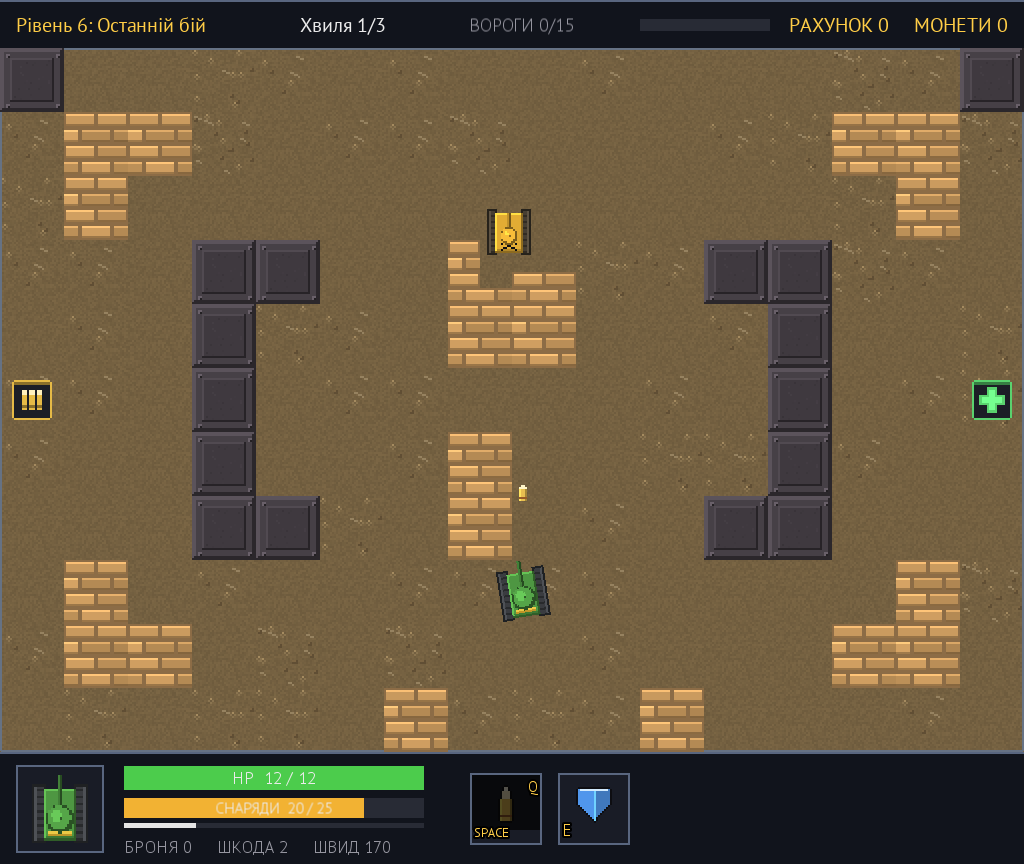 Рівень 6: Останній бій Хвиля 1/3 ВОРОГИ 0/15 РАХУНОК 0 МОНЕТИ 0
HP 12 / 12
СНАРЯДИ 20 / 25
БРОНЯ 0 ШКОДА 2 ШВИД 170
Q
SPACE
E